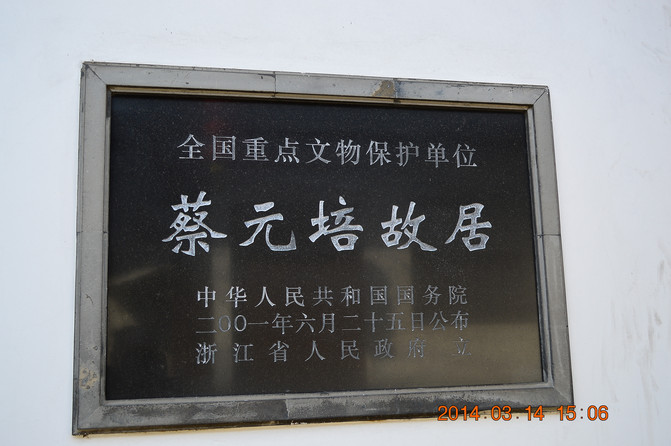 全国重点文物保护单位
蔡元培故居
中华人民共和国国务院
二〇〇一年六月二十五日公布
浙江省人民政府 立
2014.03.14 15:06